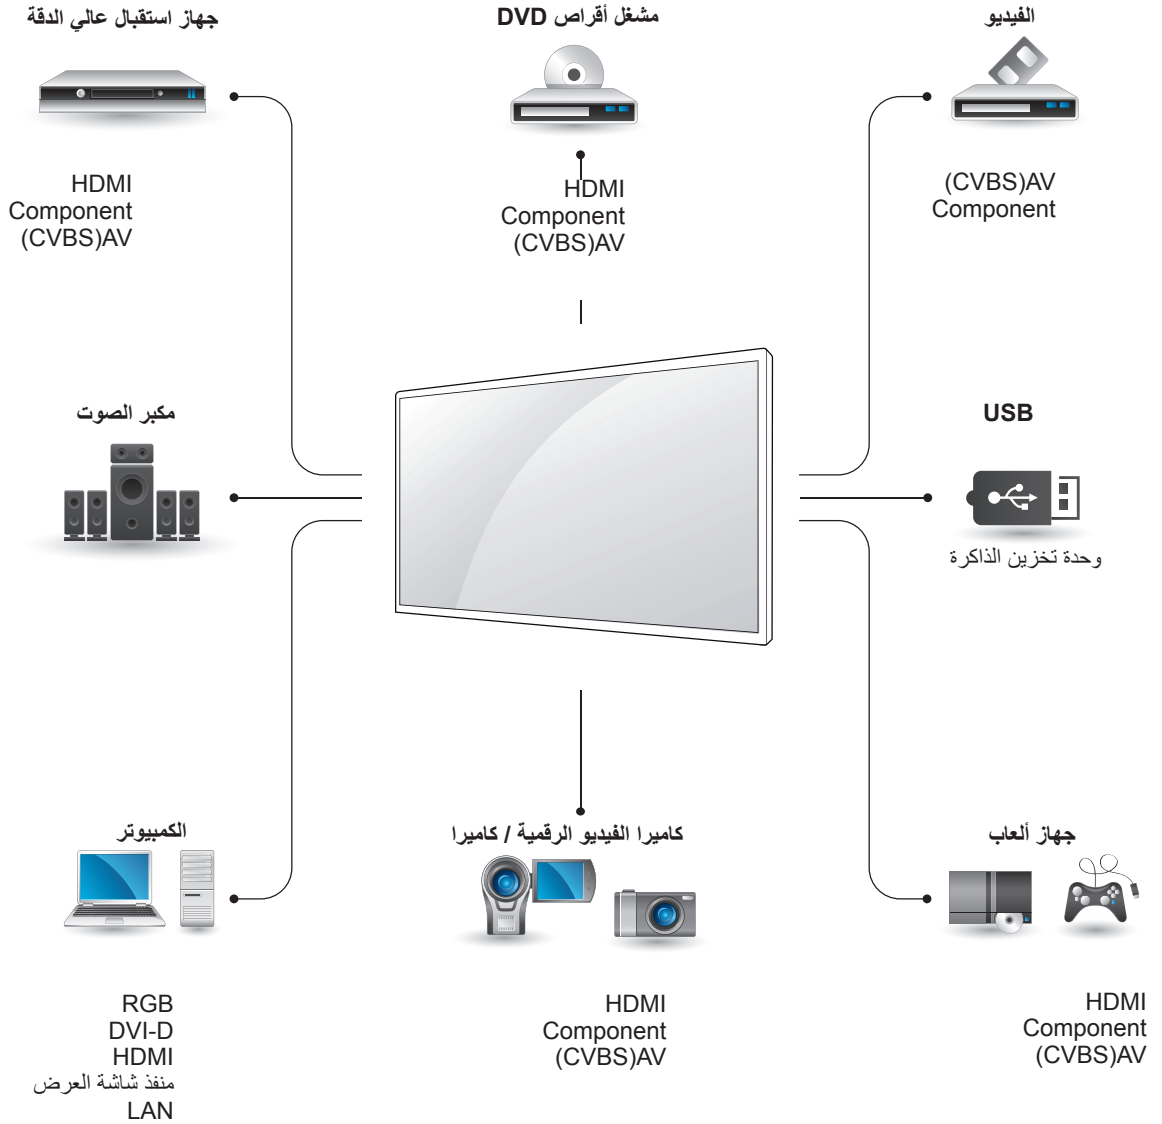 الفيديو
AV(CVBS)
Component
مشغل أقراص DVD
HDMI
Component
AV(CVBS)
جهاز استقبال عالي الدقة
HDMI
Component
AV(CVBS)
USB
وحدة تخزين الذاكرة
مكبر الصوت
جهاز ألعاب
HDMI
Component
AV(CVBS)
كاميرا الفيديو الرقمية / كاميرا
HDMI
Component
AV(CVBS)
الكمبيوتر
RGB
DVI-D
HDMI
منفذ شاشة العرض
LAN